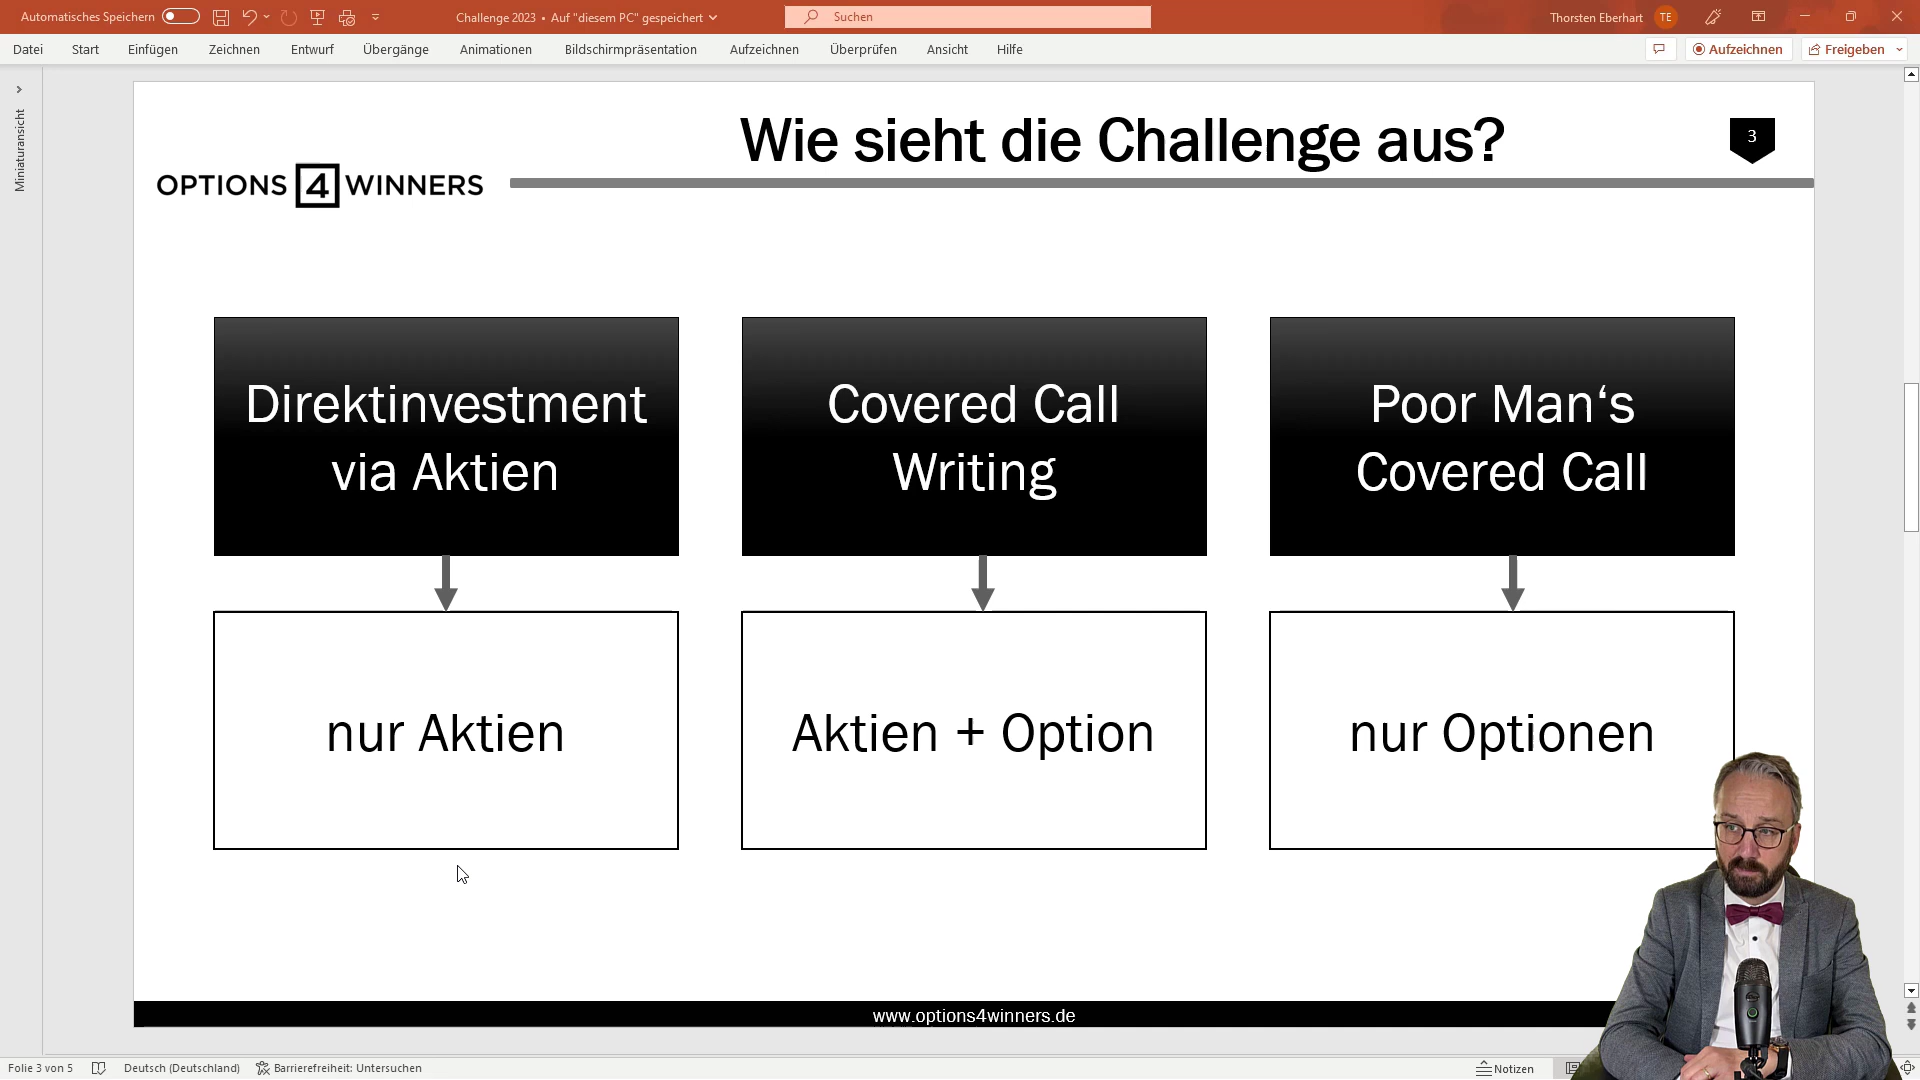 Automatisches Speichern
Challenge 2023 • Auf "diesem PC" gespeichert
Suchen
Thorsten Eberhart
TE
Datei Start Einfügen Zeichnen Entwurf Übergänge Animationen Bildschirmpräsentation Aufzeichnen Überprüfen Ansicht Hilfe
Aufzeichnen
Freigeben
Miniaturansicht
Wie sieht die Challenge aus?
3
OPTIONS 4 WINNERS
Direktinvestment
via Aktien
Covered Call
Writing
Poor Man‘s
Covered Call
nur Aktien
Aktien + Option
nur Optionen
www.options4winners.de
Folie 3 von 5
Deutsch (Deutschland)
Barrierefreiheit: Untersuchen
Notizen